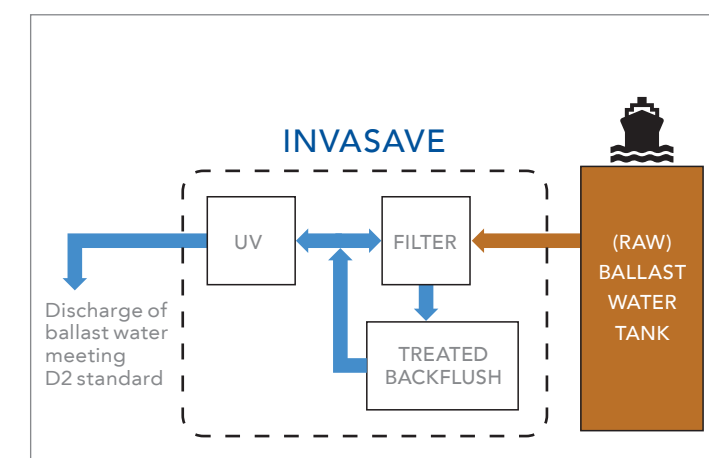 INVASAVE
UV
FILTER
(RAW)
BALLAST
WATER
TANK
Discharge of
ballast water
meeting
D2 standard
TREATED
BACKFLUSH